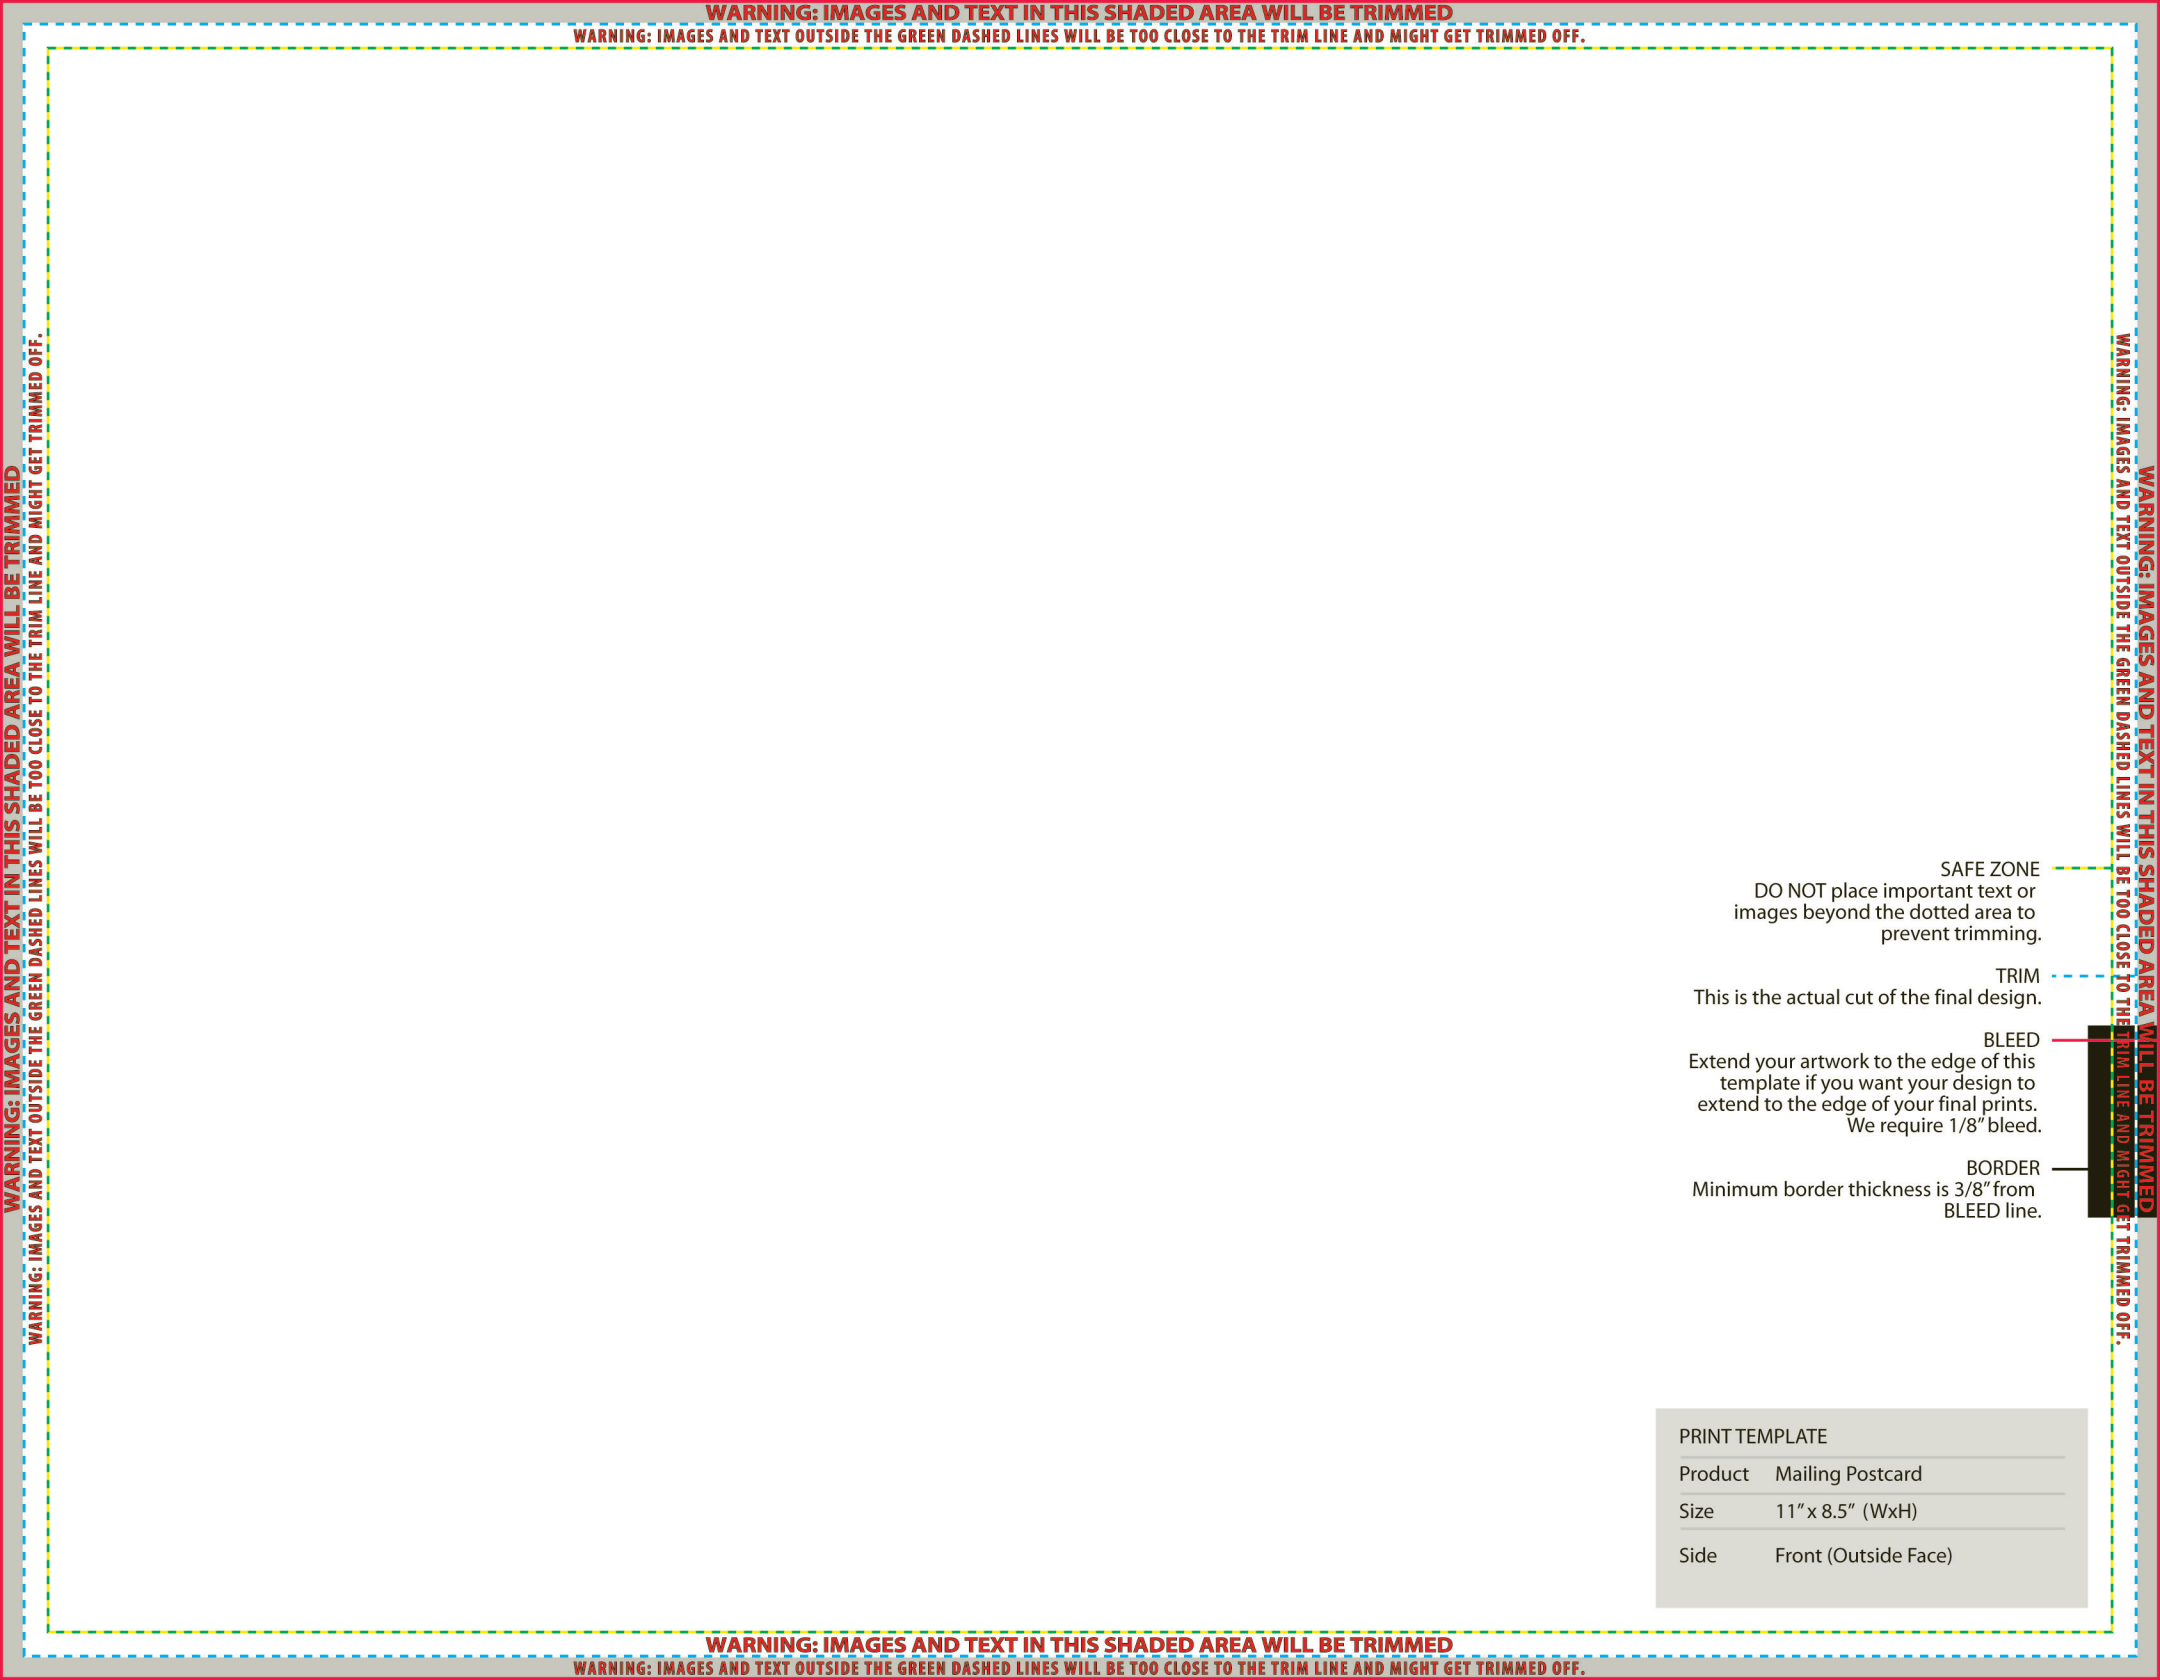 WARNING: IMAGES AND TEXT IN THIS SHADED AREA WILL BE TRIMMED
WARNING: IMAGES AND TEXT OUTSIDE THE GREEN DASHED LINES WILL BE TOO CLOSE TO THE TRIM LINE AND MIGHT GET TRIMMED OFF.
WARNING: IMAGES AND TEXT IN THIS SHADED AREA WILL BE TRIMMED
WARNING: IMAGES AND TEXT OUTSIDE THE GREEN DASHED LINES WILL BE TOO CLOSE TO THE TRIM LINE AND MIGHT GET TRIMMED OFF.
WARNING: IMAGES AND TEXT OUTSIDE THE GREEN DASHED LINES WILL BE TOO CLOSE TO THE TRIM LINE AND MIGHT GET TRIMMED OFF.
WARNING: IMAGES AND TEXT IN THIS SHADED AREA WILL BE TRIMMED
SAFE ZONE
DO NOT place important text or
images beyond the dotted area to
prevent trimming.
TRIM
This is the actual cut of the final design.
BLEED
Extend your artwork to the edge of this
template if you want your design to
extend to the edge of your final prints.
We require 1/8" bleed.
BORDER
Minimum border thickness is 3/8" from
BLEED line.
PRINT TEMPLATE
Product Mailing Postcard
Size 11" x 8.5" (WxH)
Side Front (Outside Face)
WARNING: IMAGES AND TEXT IN THIS SHADED AREA WILL BE TRIMMED
WARNING: IMAGES AND TEXT OUTSIDE THE GREEN DASHED LINES WILL BE TOO CLOSE TO THE TRIM LINE AND MIGHT GET TRIMMED OFF.